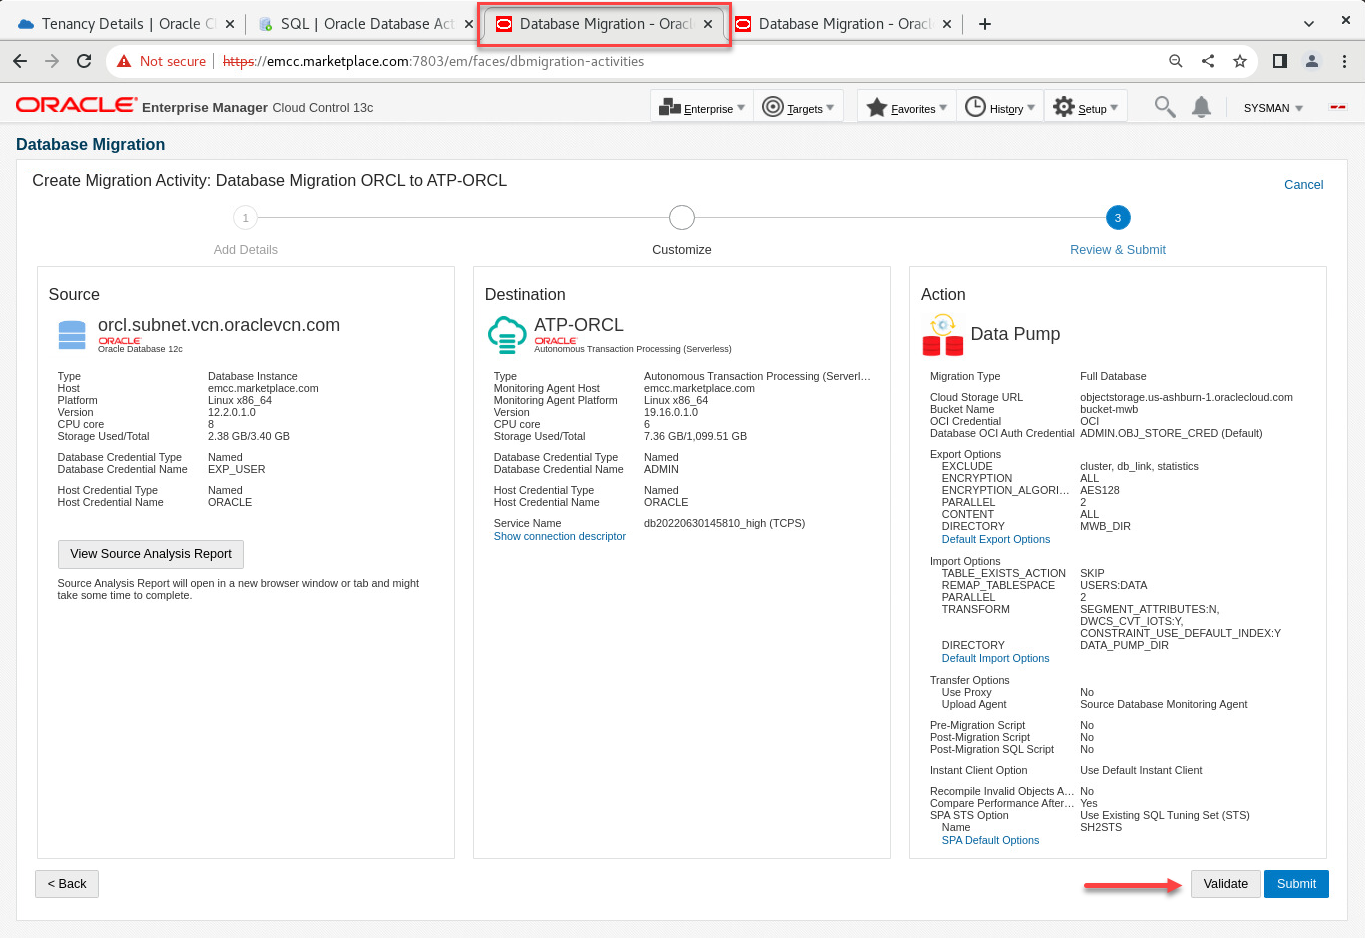 Tenancy Details | Oracle Cl
SQL | Oracle Database Act
Database Migration - Oracle
Database Migration - Oracle
Not secure
https://emcc.marketplace.com:7803/em/faces/dbmigration-activities
ORACLE Enterprise Manager Cloud Control 13c
Enterprise
Targets
Favorites
History
Setup
SYSMAN
Database Migration
Create Migration Activity: Database Migration ORCL to ATP-ORCL
Cancel
1
3
Add Details
Customize
Review & Submit
Source
orcl.subnet.vcn.oraclevcn.com
ORACLE
Oracle Database 12c
Type Database Instance
Host emcc.marketplace.com
Platform Linux x86_64
Version 12.2.0.1.0
CPU core 8
Storage Used/Total 2.38 GB/3.40 GB
Database Credential Type Named
Database Credential Name EXP_USER
Host Credential Type Named
Host Credential Name ORACLE
View Source Analysis Report
Source Analysis Report will open in a new browser window or tab and might
take some time to complete.
Destination
ATP-ORCL
ORACLE
Autonomous Transaction Processing (Serverless)
Type Autonomous Transaction Processing (Serverl...
Monitoring Agent Host emcc.marketplace.com
Monitoring Agent Platform Linux x86_64
Version 19.16.0.1.0
CPU core 6
Storage Used/Total 7.36 GB/1,099.51 GB
Database Credential Type Named
Database Credential Name ADMIN
Host Credential Type Named
Host Credential Name ORACLE
Service Name db20220630145810_high (TCPS)
Show connection descriptor
Action
Data Pump
Migration Type Full Database
Cloud Storage URL objectstorage.us-ashburn-1.oraclecloud.com
Bucket Name bucket-mwb
OCI Credential OCI
Database OCI Auth Credential ADMIN.OBJ_STORE_CRED (Default)
Export Options
EXCLUDE cluster, db_link, statistics
ENCRYPTION ALL
ENCRYPTION_ALGORI... AES128
PARALLEL 2
CONTENT ALL
DIRECTORY MWB_DIR
Default Export Options
Import Options
TABLE_EXISTS_ACTION SKIP
REMAP_TABLESPACE USERS:DATA
PARALLEL 2
TRANSFORM SEGMENT_ATTRIBUTES:N,
DWCS_CVT_IOTS:Y,
CONSTRAINT_USE_DEFAULT_INDEX:Y
DIRECTORY DATA_PUMP_DIR
Default Import Options
Transfer Options
Use Proxy No
Upload Agent Source Database Monitoring Agent
Pre-Migration Script No
Post-Migration Script No
Post-Migration SQL Script No
Instant Client Option Use Default Instant Client
Recompile Invalid Objects A... No
Compare Performance After... Yes
SPA STS Option Use Existing SQL Tuning Set (STS)
Name SH2STS
SPA Default Options
< Back
Validate
Submit